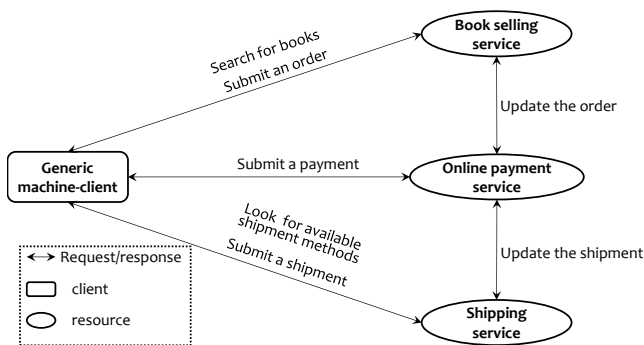 Book selling
service
Search for books
Submit an order
Update the order
Generic
machine-client
Submit a payment
Online payment
service
Look for available
shipment methods
Submit a shipment
Update the shipment
Request/response
client
resource
Shipping
service